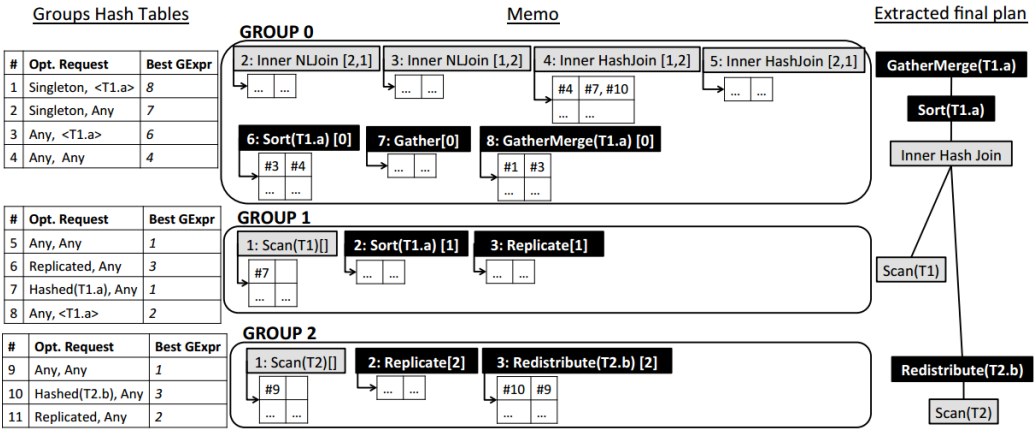 Groups Hash Tables
Memo
Extracted final plan
GROUP 0
# Opt. Request Best GExpr
1 Singleton, <T1.a> 8
2 Singleton, Any 7
3 Any, <T1.a> 6
4 Any, Any 4
2: Inner NLJoin [2,1]
... ...
3: Inner NLJoin [1,2]
... ...
4: Inner HashJoin [1,2]
#4 #7, #10
... ...
5: Inner HashJoin [2,1]
... ...
6: Sort(T1.a) [0]
#3 #4
... ...
7: Gather[0]
... ...
8: GatherMerge(T1.a) [0]
#1 #3
... ...
GROUP 1
# Opt. Request Best GExpr
5 Any, Any 1
6 Replicated, Any 3
7 Hashed(T1.a), Any 1
8 Any, <T1.a> 2
1: Scan(T1)[]
#7
... ...
2: Sort(T1.a) [1]
... ...
3: Replicate[1]
... ...
GROUP 2
# Opt. Request Best GExpr
9 Any, Any 1
10 Hashed(T2.b), Any 3
11 Replicated, Any 2
1: Scan(T2)[]
#9
... ...
2: Replicate[2]
... ...
3: Redistribute(T2.b) [2]
#10 #9
... ...
GatherMerge(T1.a)
Sort(T1.a)
Inner Hash Join
Scan(T1)
Redistribute(T2.b)
Scan(T2)